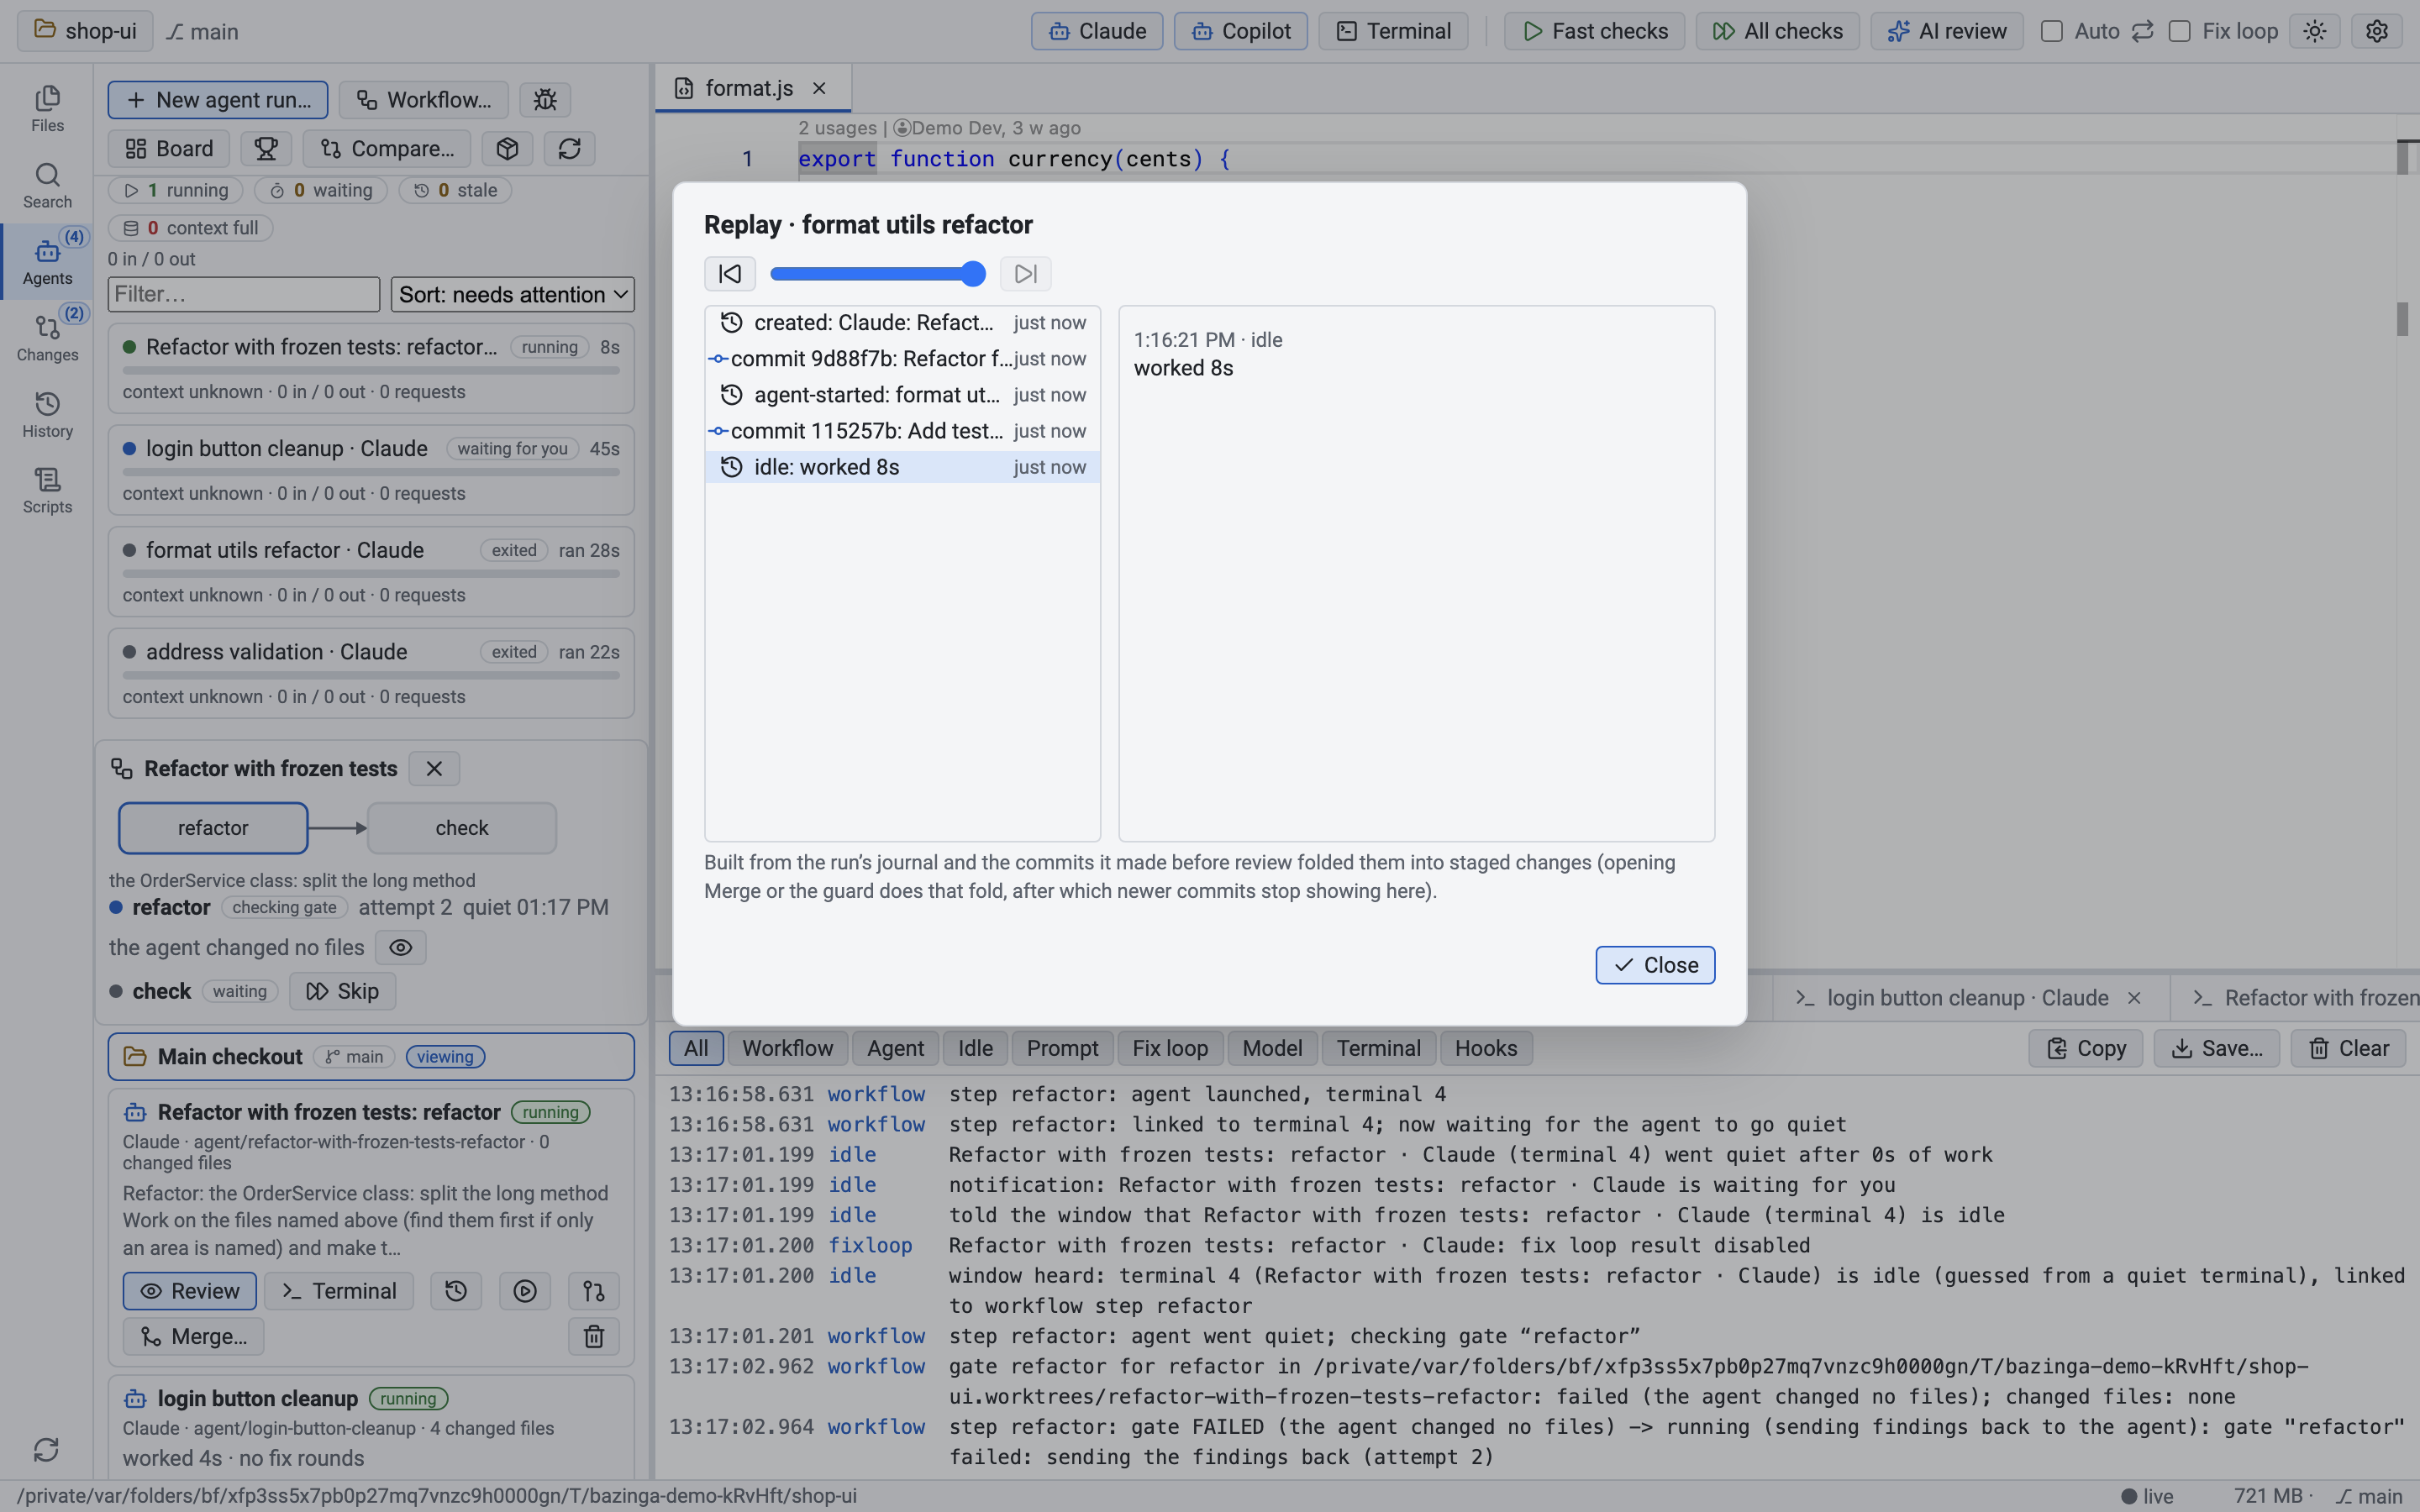 shop-ui main Claude Copilot Terminal Fast checks All checks AI review Auto Fix loop
Files
Search
(4)
Agents
(2)
Changes
History
Scripts
New agent run... Workflow...
Board Compare...
1 running 0 waiting 0 stale
0 context full
0 in / 0 out
Filter… Sort: needs attention
Refactor with frozen tests: refactor... running 8s
context unknown · 0 in / 0 out · 0 requests
login button cleanup · Claude waiting for you 45s
context unknown · 0 in / 0 out · 0 requests
format utils refactor · Claude exited ran 28s
context unknown · 0 in / 0 out · 0 requests
address validation · Claude exited ran 22s
context unknown · 0 in / 0 out · 0 requests
Refactor with frozen tests
refactor check
the OrderService class: split the long method
refactor checking gate attempt 2 quiet 01:17 PM
the agent changed no files
check waiting Skip
Main checkout main viewing
Refactor with frozen tests: refactor running
Claude · agent/refactor-with-frozen-tests-refactor · 0
changed files
Refactor: the OrderService class: split the long method
Work on the files named above (find them first if only
an area is named) and make t...
Review Terminal
Merge...
login button cleanup running
Claude · agent/login-button-cleanup · 4 changed files
worked 4s · no fix rounds
format.js
2 usages | Demo Dev, 3 w ago
1 export function currency(cents) {
Replay · format utils refactor
created: Claude: Refact... just now
commit 9d88f7b: Refactor f... just now
agent-started: format ut... just now
commit 115257b: Add test... just now
idle: worked 8s just now
1:16:21 PM · idle
worked 8s
Built from the run’s journal and the commits it made before review folded them into staged changes (opening
Merge or the guard does that fold, after which newer commits stop showing here).
Close
login button cleanup · Claude Refactor with frozen
All Workflow Agent Idle Prompt Fix loop Model Terminal Hooks Copy Save... Clear
13:16:58.631 workflow step refactor: agent launched, terminal 4
13:16:58.631 workflow step refactor: linked to terminal 4; now waiting for the agent to go quiet
13:17:01.199 idle Refactor with frozen tests: refactor · Claude (terminal 4) went quiet after 0s of work
13:17:01.199 idle notification: Refactor with frozen tests: refactor · Claude is waiting for you
13:17:01.199 idle told the window that Refactor with frozen tests: refactor · Claude (terminal 4) is idle
13:17:01.200 fixloop Refactor with frozen tests: refactor · Claude: fix loop result disabled
13:17:01.200 idle window heard: terminal 4 (Refactor with frozen tests: refactor · Claude) is idle (guessed from a quiet terminal), linked
to workflow step refactor
13:17:01.201 workflow step refactor: agent went quiet; checking gate “refactor”
13:17:02.962 workflow gate refactor for refactor in /private/var/folders/bf/xfp3ss5x7pb0p27mq7vnzc9h0000gn/T/bazinga-demo-kRvHft/shop-
ui.worktrees/refactor-with-frozen-tests-refactor: failed (the agent changed no files); changed files: none
13:17:02.964 workflow step refactor: gate FAILED (the agent changed no files) -> running (sending findings back to the agent): gate "refactor"
failed: sending the findings back (attempt 2)
/private/var/folders/bf/xfp3ss5x7pb0p27mq7vnzc9h0000gn/T/bazinga-demo-kRvHft/shop-ui live 721 MB · main